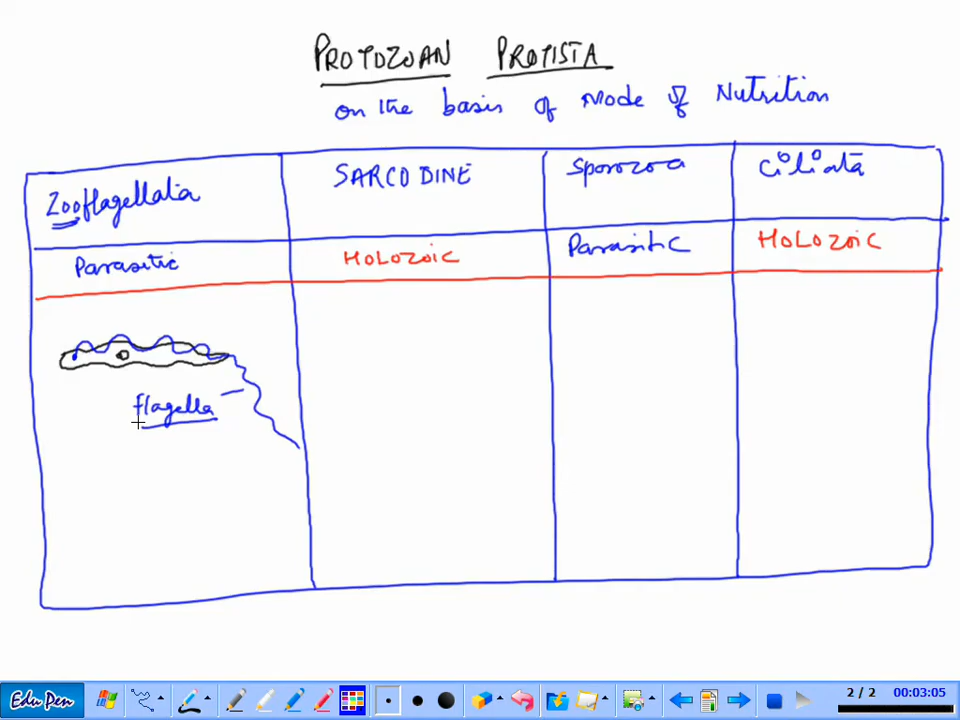 PROTOZOAN PROTISTA
on the basis of Mode of Nutrition
Zooflagellata SARCODINE Sporozoa Ciliata
Parasitic HOLOZOIC Parasitic HOLOZOIC
flagella
Edu Pen 2 / 2 00:03:05